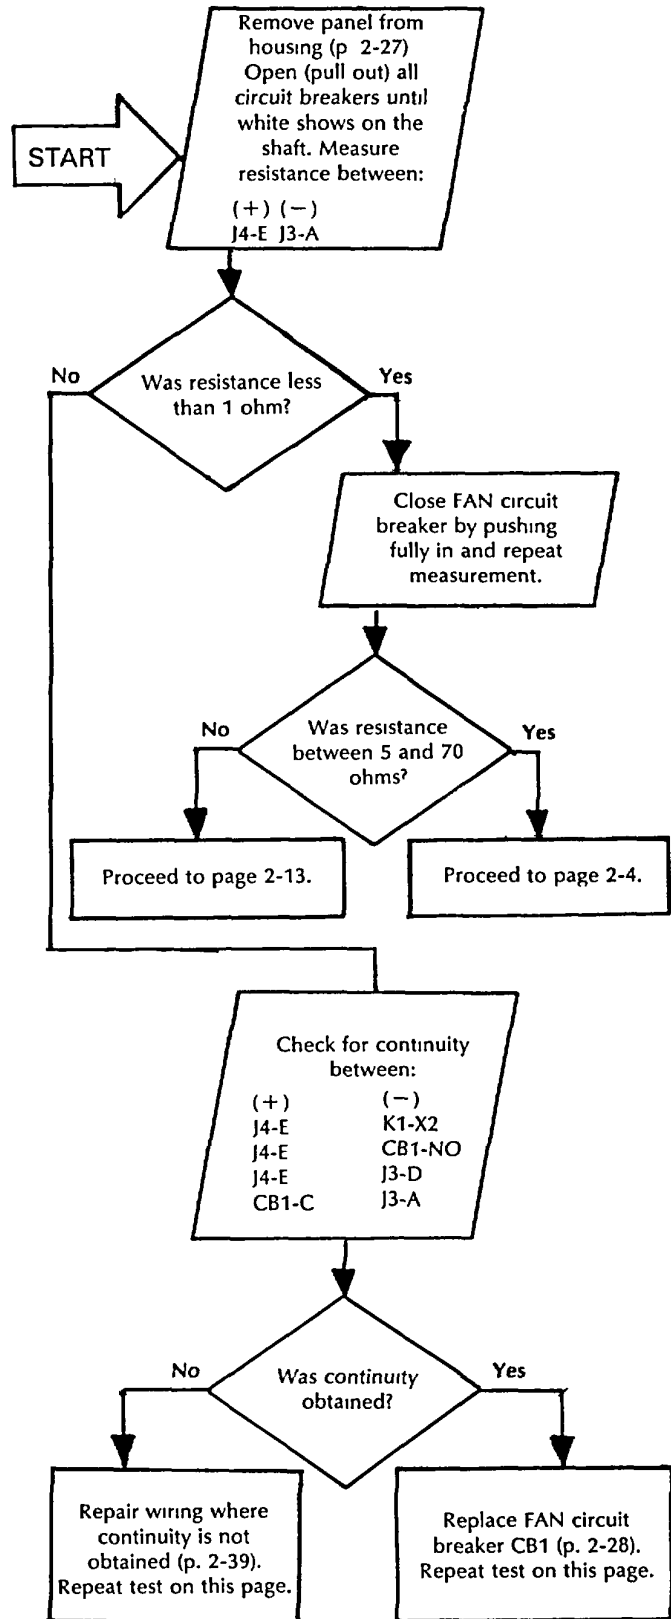 Remove panel from
housing (p 2-27)
Open (pull out) all
circuit breakers until
white shows on the
shaft. Measure
resistance between:
(+) (−)
J4-E J3-A
START
Was resistance less
than 1 ohm?
No
Yes
Close FAN circuit
breaker by pushing
fully in and repeat
measurement.
Was resistance
between 5 and 70
ohms?
No
Yes
Proceed to page 2-13.
Proceed to page 2-4.
Check for continuity
between:
(+) (−)
J4-E K1-X2
J4-E CB1-NO
J4-E J3-D
CB1-C J3-A
Was continuity
obtained?
No
Yes
Repair wiring where
continuity is not
obtained (p. 2-39).
Repeat test on this page.
Replace FAN circuit
breaker CB1 (p. 2-28).
Repeat test on this page.